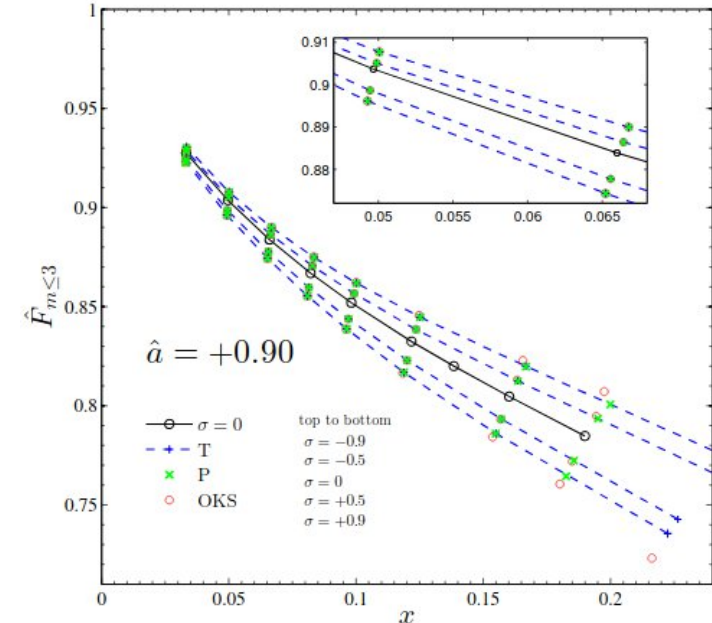 1
0.95
0.9
0.85
0.8
0.75
0
0.05
0.1
0.15
0.2
x
F̂m≤3
0.91
0.9
0.89
0.88
0.05
0.055
0.06
0.065
â = +0.90
σ = 0
T
P
OKS
top to bottom
σ = −0.9
σ = −0.5
σ = 0
σ = +0.5
σ = +0.9